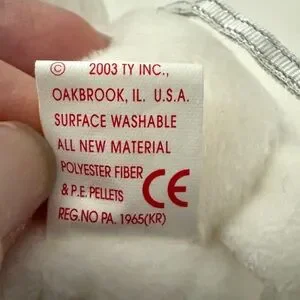 © 2003 TY INC.,
OAKBROOK, IL. U.S.A.
SURFACE WASHABLE
ALL NEW MATERIAL
POLYESTER FIBER
& P.E. PELLETS CE
REG.NO PA. 1965(KR)